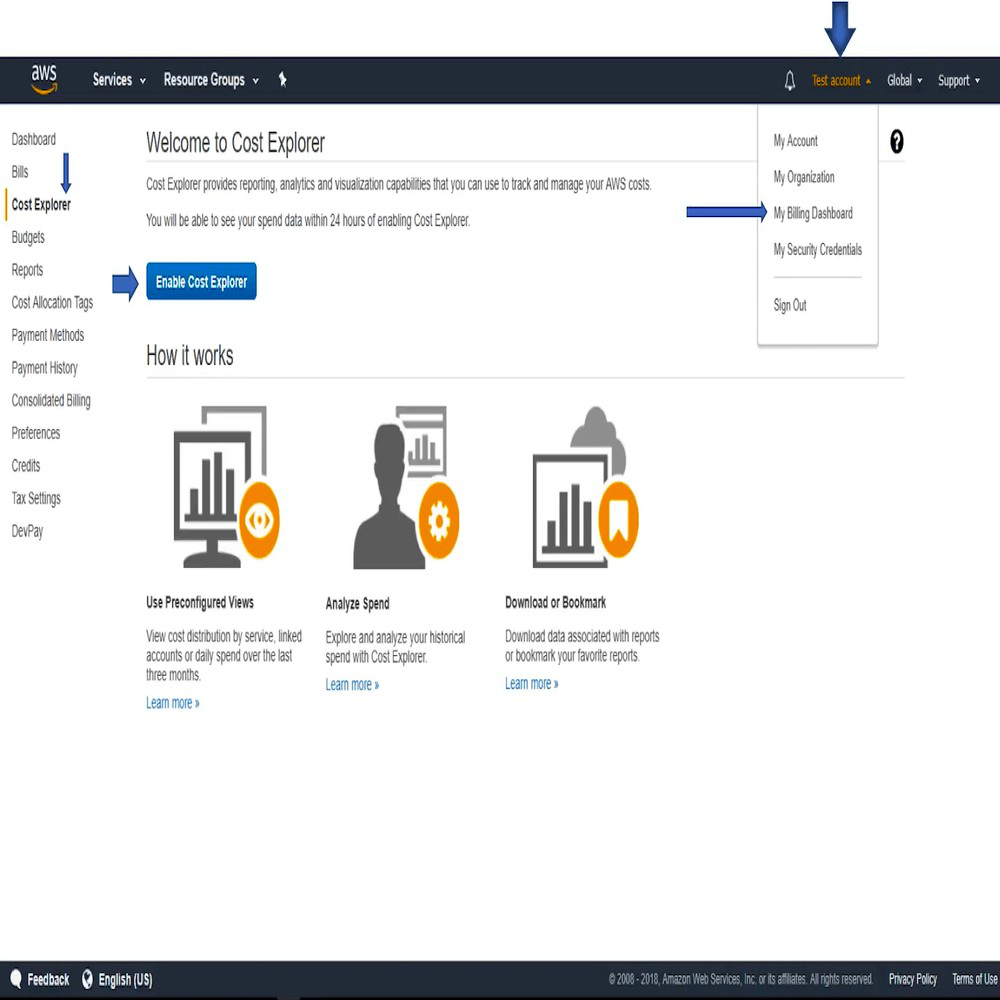 aws
Services
Resource Groups
Test account
Global
Support
Dashboard
Bills
Cost Explorer
Budgets
Reports
Cost Allocation Tags
Payment Methods
Payment History
Consolidated Billing
Preferences
Credits
Tax Settings
DevPay
Welcome to Cost Explorer
Cost Explorer provides reporting, analytics and visualization capabilities that you can use to track and manage your AWS costs.
You will be able to see your spend data within 24 hours of enabling Cost Explorer.
Enable Cost Explorer
My Account
My Organization
My Billing Dashboard
My Security Credentials
Sign Out
?
How it works
Use Preconfigured Views
View cost distribution by service, linked
accounts or daily spend over the last
three months.
Learn more »
Analyze Spend
Explore and analyze your historical
spend with Cost Explorer.
Learn more »
Download or Bookmark
Download data associated with reports
or bookmark your favorite reports.
Learn more »
Feedback
English (US)
© 2008 - 2018, Amazon Web Services, Inc. or its affiliates. All rights reserved.
Privacy Policy
Terms of Use